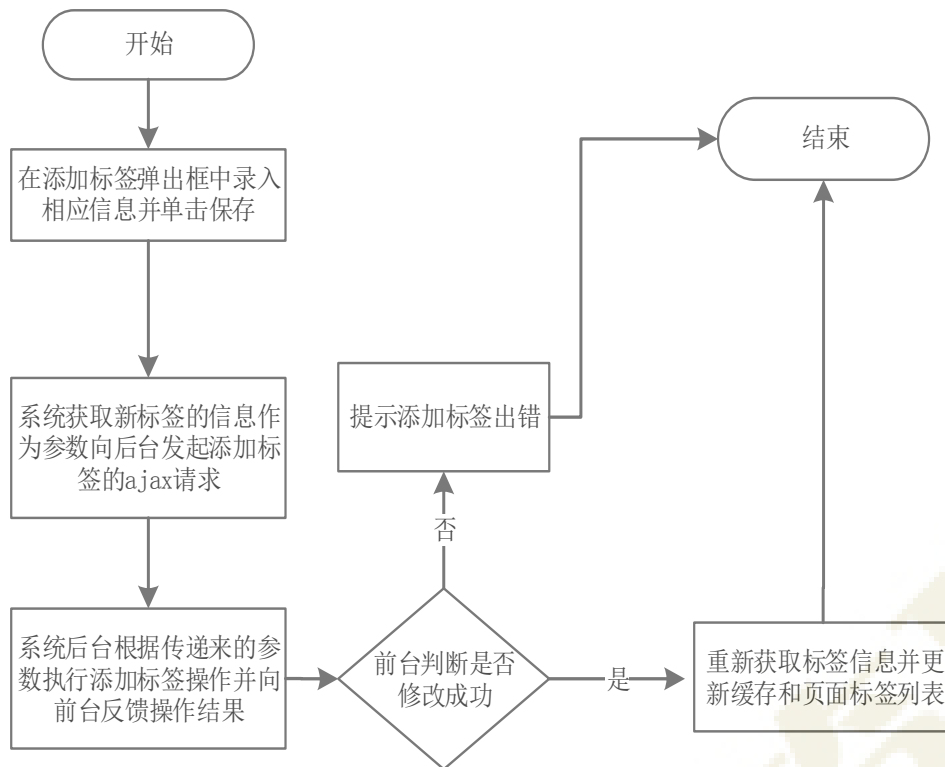 开始
在添加标签弹出框中录入
相应信息并单击保存
系统获取新标签的信息作
为参数向后台发起添加标
签的ajax请求
系统后台根据传递来的参
数执行添加标签操作并向
前台反馈操作结果
前台判断是否
修改成功
否
提示添加标签出错
是
重新获取标签信息并更
新缓存和页面标签列表
结束